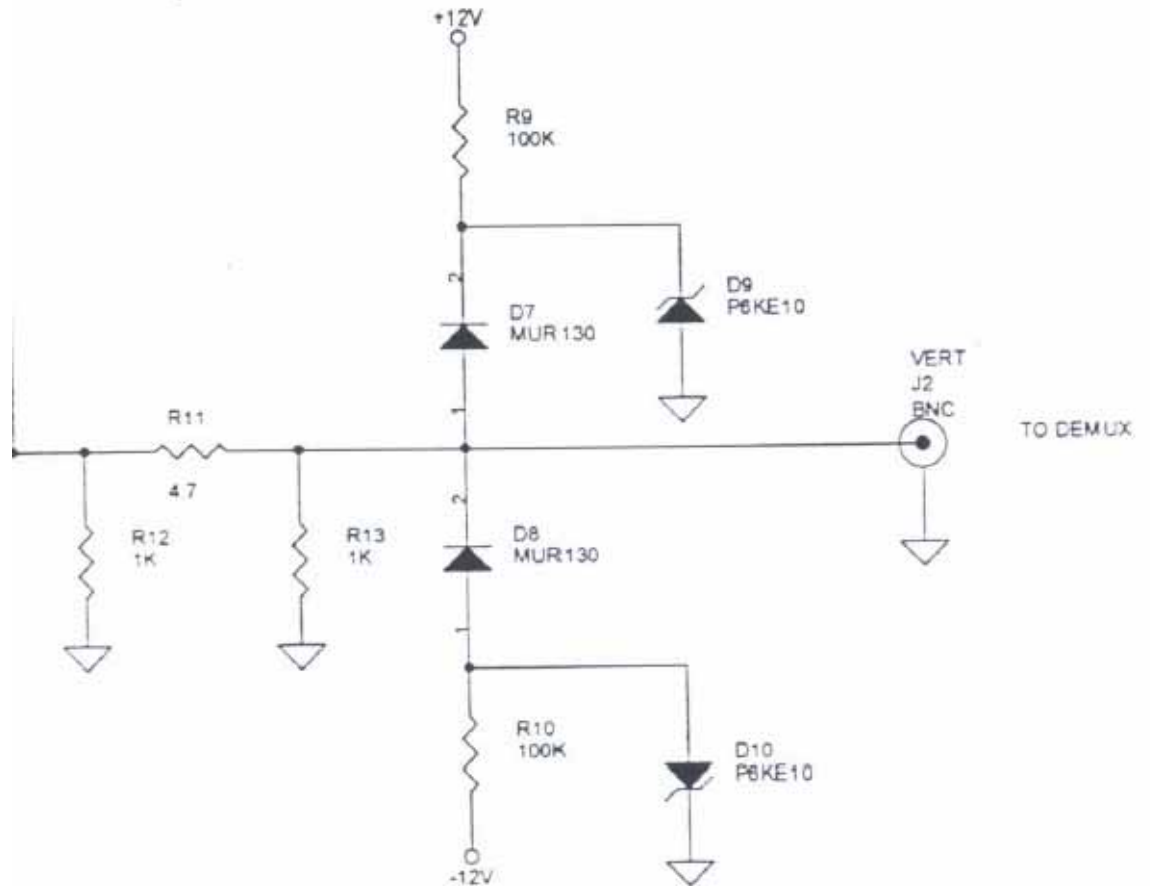 +12V
R9
100K
2
D7
MUR130
1
D9
P6KE10
VERT
J2
BNC
TO DEMUX
R11
4.7
R12
1K
R13
1K
2
D8
MUR130
1
R10
100K
D10
P6KE10
-12V